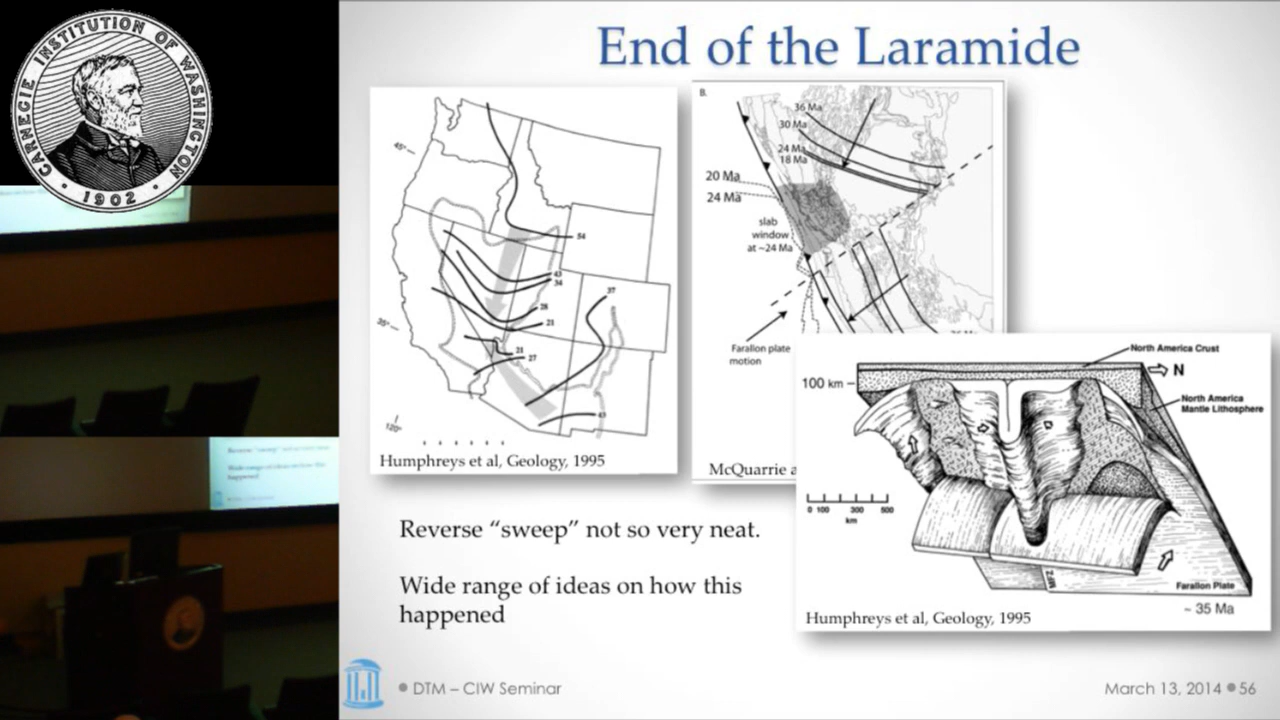 CARNEGIE INSTITUTION OF WASHINGTON
1902
End of the Laramide
45°
35°
120°
54
43
34
37
28
21
21
27
43
Humphreys et al, Geology, 1995
B.
36 Ma
30 Ma
24 Ma
18 Ma
20 Ma
24 Ma
slab
window
at ~24 Ma
Farallon plate
motion
McQuarrie a
North America Crust
N
100 km
North America
Mantle Lithosphere
0 100 300 500
km
Farallon Plate
~ 35 Ma
Humphreys et al, Geology, 1995
Reverse “sweep” not so very neat.
Wide range of ideas on how this
happened
DTM – CIW Seminar
March 13, 2014
56